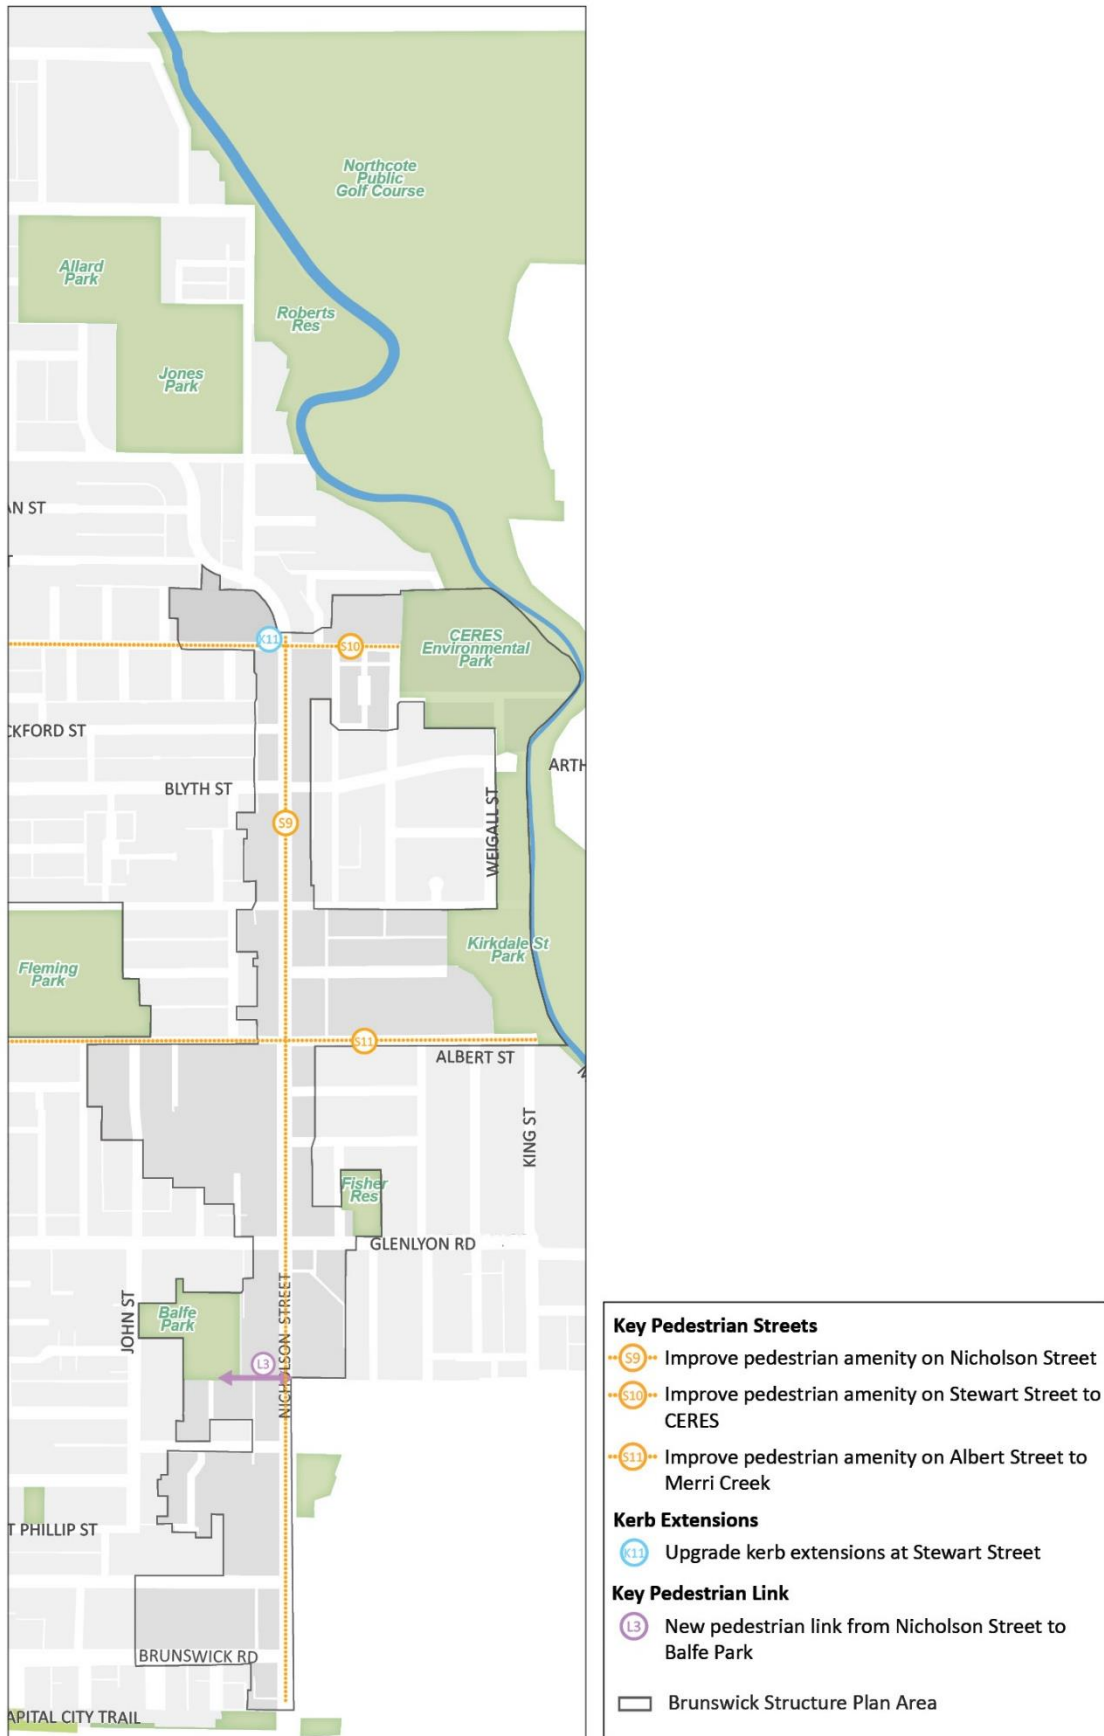 Northcote
Public
Golf Course
Allard
Park
Roberts
Res
Jones
Park
AN ST
K11
S10
CERES
Environmental
Park
CKFORD ST
ARTH
BLYTH ST
S9
WEIGALL ST
Fleming
Park
Kirkdale St
Park
S11
ALBERT ST
KING ST
Fisher
Res
GLENLYON RD
NICHOLSON STREET
JOHN ST
Balfe
Park
L3
T PHILLIP ST
BRUNSWICK RD
APITAL CITY TRAIL
Key Pedestrian Streets
S9 Improve pedestrian amenity on Nicholson Street
S10 Improve pedestrian amenity on Stewart Street to
CERES
S11 Improve pedestrian amenity on Albert Street to
Merri Creek
Kerb Extensions
K11 Upgrade kerb extensions at Stewart Street
Key Pedestrian Link
L3 New pedestrian link from Nicholson Street to
Balfe Park
Brunswick Structure Plan Area